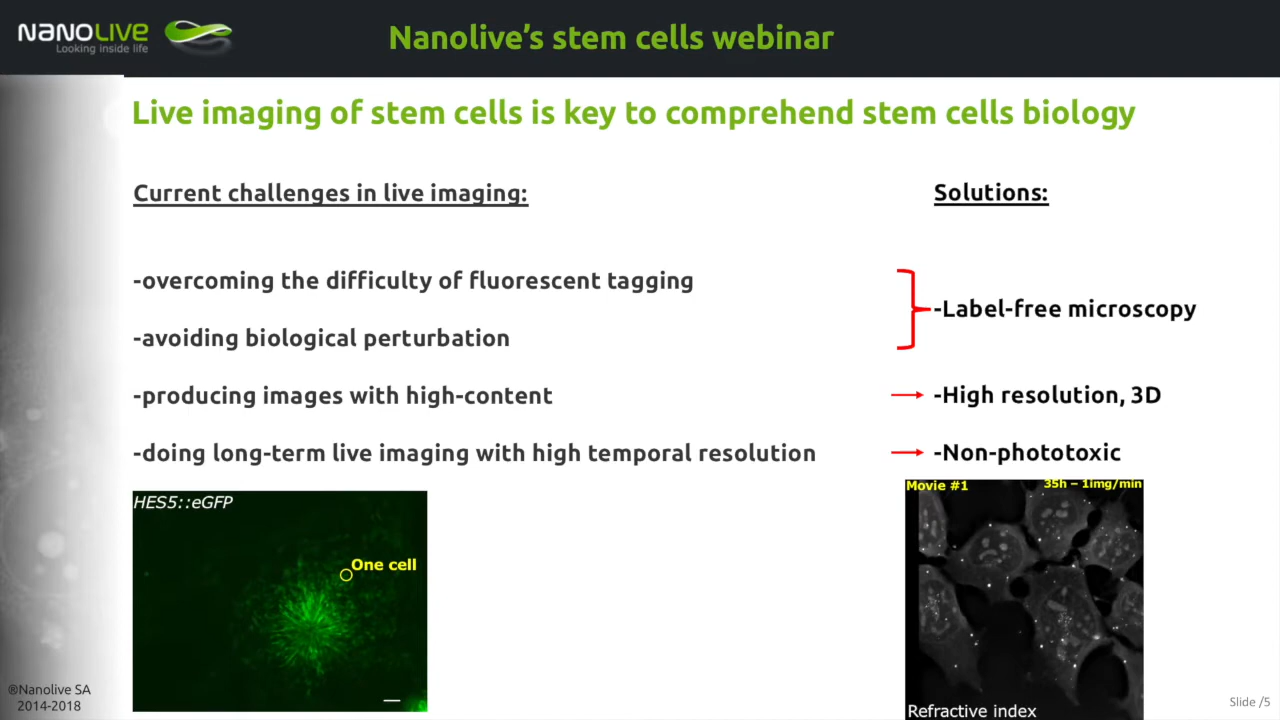 NANOLIVE
Looking inside life
Nanolive's stem cells webinar
Live imaging of stem cells is key to comprehend stem cells biology
Current challenges in live imaging:
Solutions:
-overcoming the difficulty of fluorescent tagging
-Label-free microscopy
-avoiding biological perturbation
-producing images with high-content
-High resolution, 3D
-doing long-term live imaging with high temporal resolution
-Non-phototoxic
HES5::eGFP
One cell
Movie #1
35h – 1img/min
Refractive index
®Nanolive SA
2014-2018
Slide /5